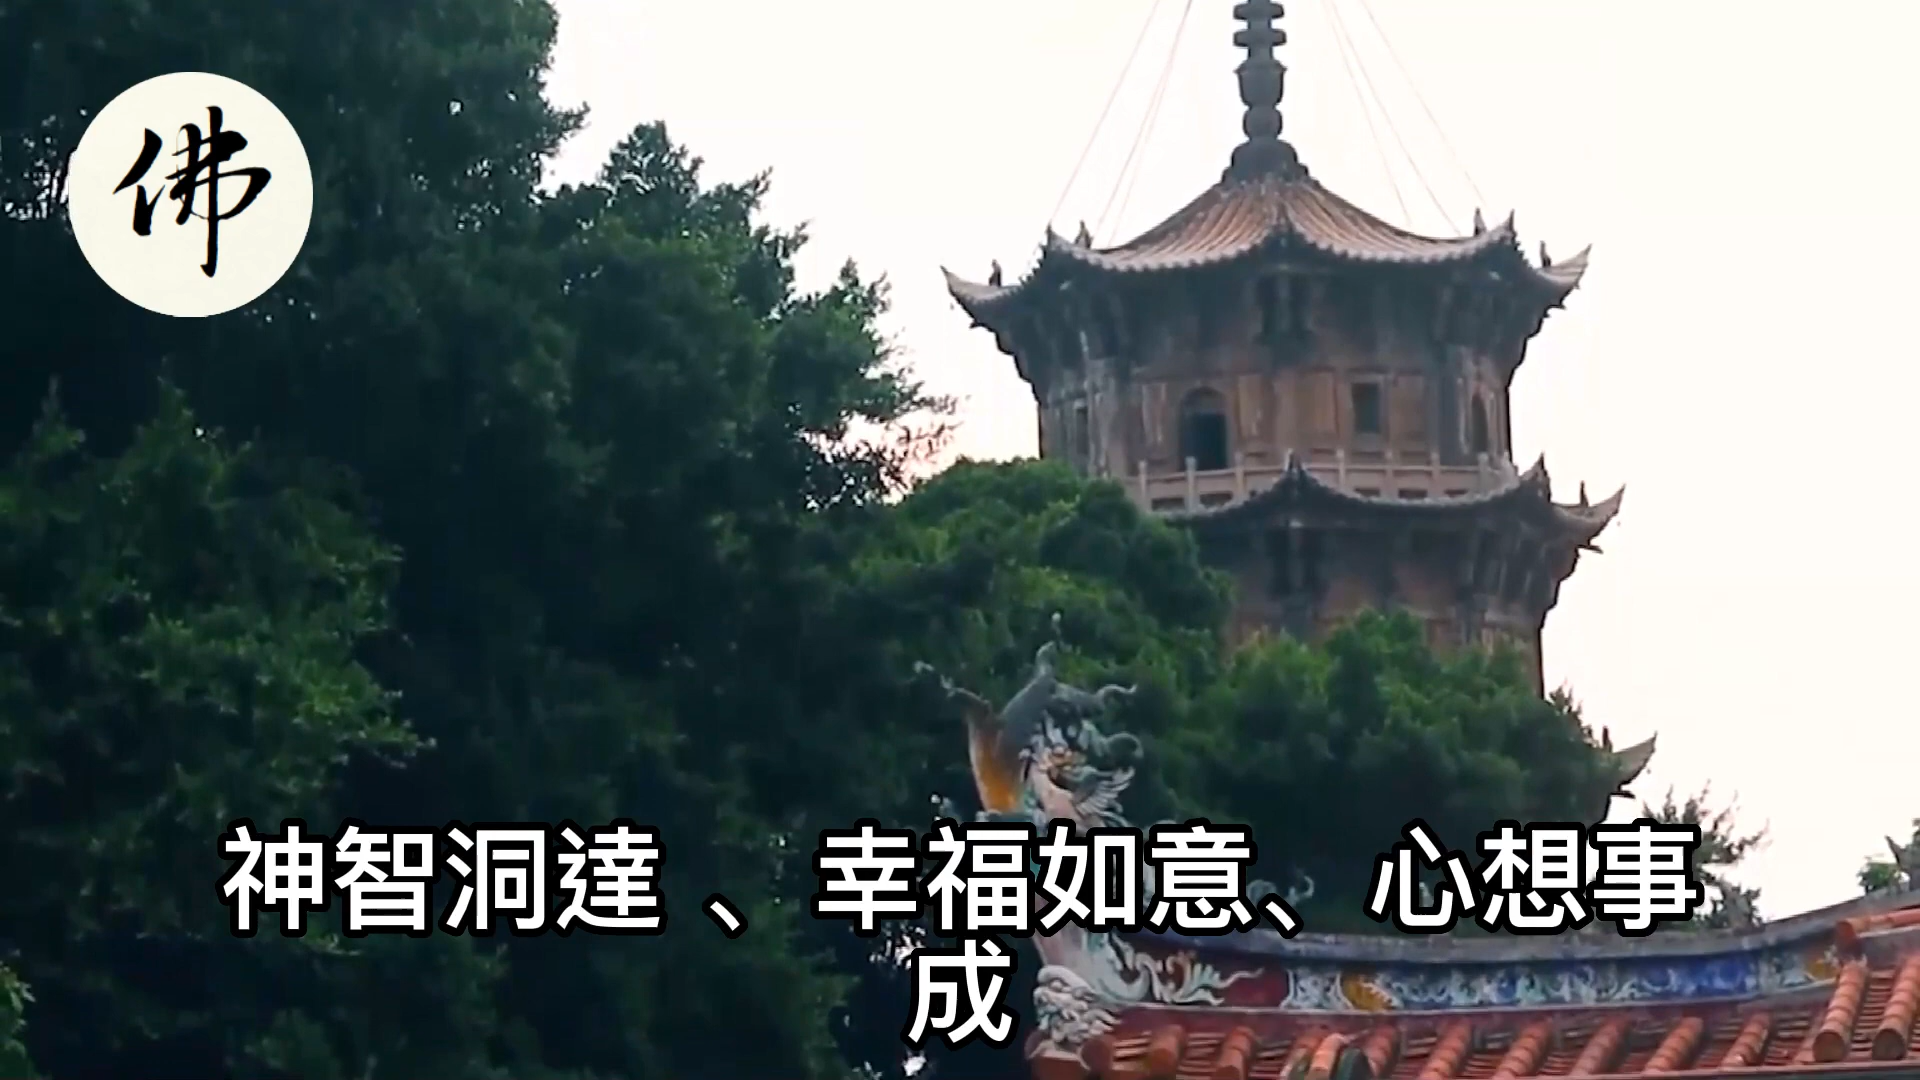 佛
神智洞達 、幸福如意、心想事
成